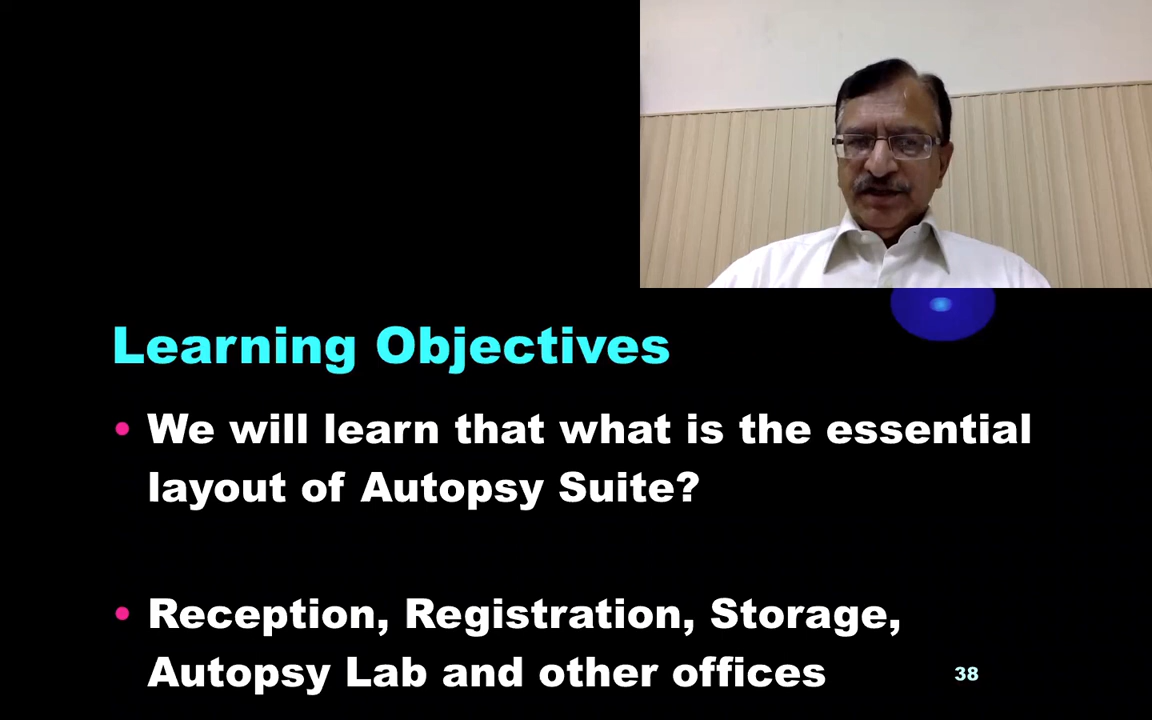 Learning Objectives
• We will learn that what is the essential
layout of Autopsy Suite?
• Reception, Registration, Storage,
Autopsy Lab and other offices
38